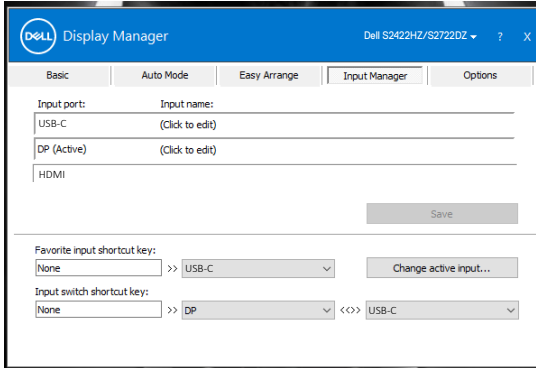 DELL Display Manager Dell S2422HZ/S2722DZ ? X
Basic Auto Mode Easy Arrange Input Manager Options
Input port: Input name:
USB-C (Click to edit)
DP (Active) (Click to edit)
HDMI
Save
Favorite input shortcut key:
None >> USB-C Change active input...
Input switch shortcut key:
None >> DP <<>> USB-C